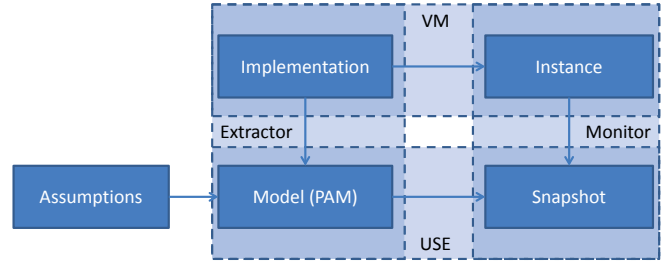 VM
Implementation
Instance
Extractor
Monitor
Assumptions
Model (PAM)
Snapshot
USE